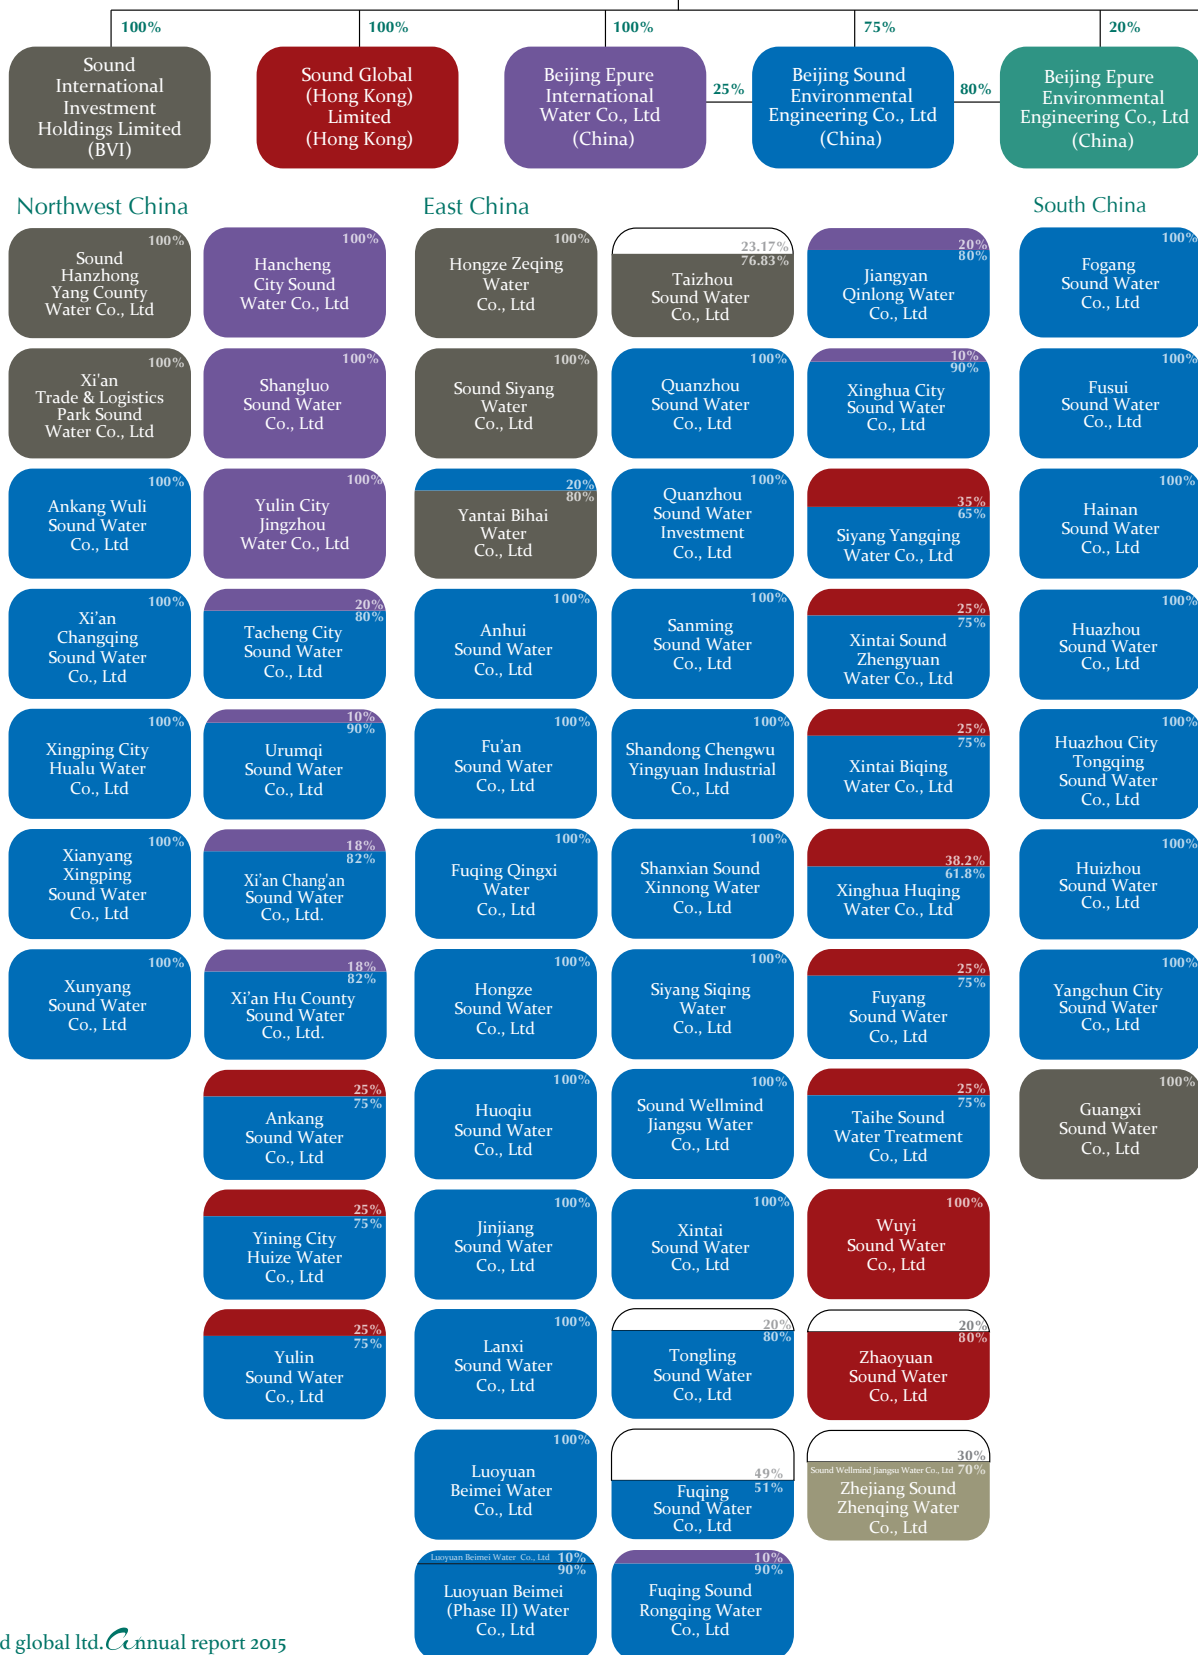 100%
100%
100%
75%
20%
Sound
International
Investment
Holdings Limited
(BVI)
Sound Global
(Hong Kong)
Limited
(Hong Kong)
Beijing Epure
International
Water Co., Ltd
(China)
25%
Beijing Sound
Environmental
Engineering Co., Ltd
(China)
80%
Beijing Epure
Environmental
Engineering Co., Ltd
(China)
Northwest China
100%
Sound
Hanzhong
Yang County
Water Co., Ltd
100%
Xi'an
Trade & Logistics
Park Sound
Water Co., Ltd
100%
Ankang Wuli
Sound Water
Co., Ltd
100%
Xi'an
Changqing
Sound Water
Co., Ltd
100%
Xingping City
Hualu Water
Co., Ltd
100%
Xianyang
Xingping
Sound Water
Co., Ltd
100%
Xunyang
Sound Water
Co., Ltd
100%
Hancheng
City Sound
Water Co., Ltd
100%
Shangluo
Sound Water
Co., Ltd
100%
Yulin City
Jingzhou
Water Co., Ltd
20%
80%
Tacheng City
Sound Water
Co., Ltd
10%
90%
Urumqi
Sound Water
Co., Ltd
18%
82%
Xi'an Chang'an
Sound Water
Co., Ltd.
18%
82%
Xi'an Hu County
Sound Water
Co., Ltd.
25%
75%
Ankang
Sound Water
Co., Ltd
25%
75%
Yining City
Huize Water
Co., Ltd
25%
75%
Yulin
Sound Water
Co., Ltd
East China
100%
Hongze Zeqing
Water
Co., Ltd
100%
Sound Siyang
Water
Co., Ltd
20%
80%
Yantai Bihai
Water
Co., Ltd
100%
Anhui
Sound Water
Co., Ltd
100%
Fu'an
Sound Water
Co., Ltd
100%
Fuqing Qingxi
Water
Co., Ltd
100%
Hongze
Sound Water
Co., Ltd
100%
Huoqiu
Sound Water
Co., Ltd
100%
Jinjiang
Sound Water
Co., Ltd
100%
Lanxi
Sound Water
Co., Ltd
100%
Luoyuan
Beimei Water
Co., Ltd
Luoyuan Beimei Water Co., Ltd 10%
90%
Luoyuan Beimei
(Phase II) Water
Co., Ltd
23.17%
76.83%
Taizhou
Sound Water
Co., Ltd
100%
Quanzhou
Sound Water
Co., Ltd
100%
Quanzhou
Sound Water
Investment
Co., Ltd
100%
Sanming
Sound Water
Co., Ltd
100%
Shandong Chengwu
Yingyuan Industrial
Co., Ltd
100%
Shanxian Sound
Xinnong Water
Co., Ltd
100%
Siyang Siqing
Water
Co., Ltd
100%
Sound Wellmind
Jiangsu Water
Co., Ltd
100%
Xintai
Sound Water
Co., Ltd
20%
80%
Tongling
Sound Water
Co., Ltd
49%
51%
Fuqing
Sound Water
Co., Ltd
10%
90%
Fuqing Sound
Rongqing Water
Co., Ltd
20%
80%
Jiangyan
Qinlong Water
Co., Ltd
10%
90%
Xinghua City
Sound Water
Co., Ltd
35%
65%
Siyang Yangqing
Water Co., Ltd
25%
75%
Xintai Sound
Zhengyuan
Water Co., Ltd
25%
75%
Xintai Biqing
Water Co., Ltd
38.2%
61.8%
Xinghua Huqing
Water Co., Ltd
25%
75%
Fuyang
Sound Water
Co., Ltd
25%
75%
Taihe Sound
Water Treatment
Co., Ltd
100%
Wuyi
Sound Water
Co., Ltd
20%
80%
Zhaoyuan
Sound Water
Co., Ltd
30%
Sound Wellmind Jiangsu Water Co., Ltd 70%
Zhejiang Sound
Zhenqing Water
Co., Ltd
South China
100%
Fogang
Sound Water
Co., Ltd
100%
Fusui
Sound Water
Co., Ltd
100%
Hainan
Sound Water
Co., Ltd
100%
Huazhou
Sound Water
Co., Ltd
100%
Huazhou City
Tongqing
Sound Water
Co., Ltd
100%
Huizhou
Sound Water
Co., Ltd
100%
Yangchun City
Sound Water
Co., Ltd
100%
Guangxi
Sound Water
Co., Ltd
d global ltd. Annual report 2015